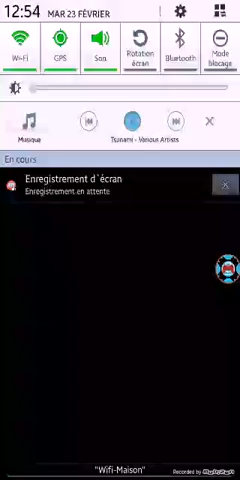 12:54 MAR 23 FÉVRIER
Wi-Fi GPS Son Rotation écran Bluetooth Mode blocage
Musique Tsunami - Various Artists
En cours
Enregistrement d'écran
Enregistrement en attente
"Wifi-Maison"
Recorded by